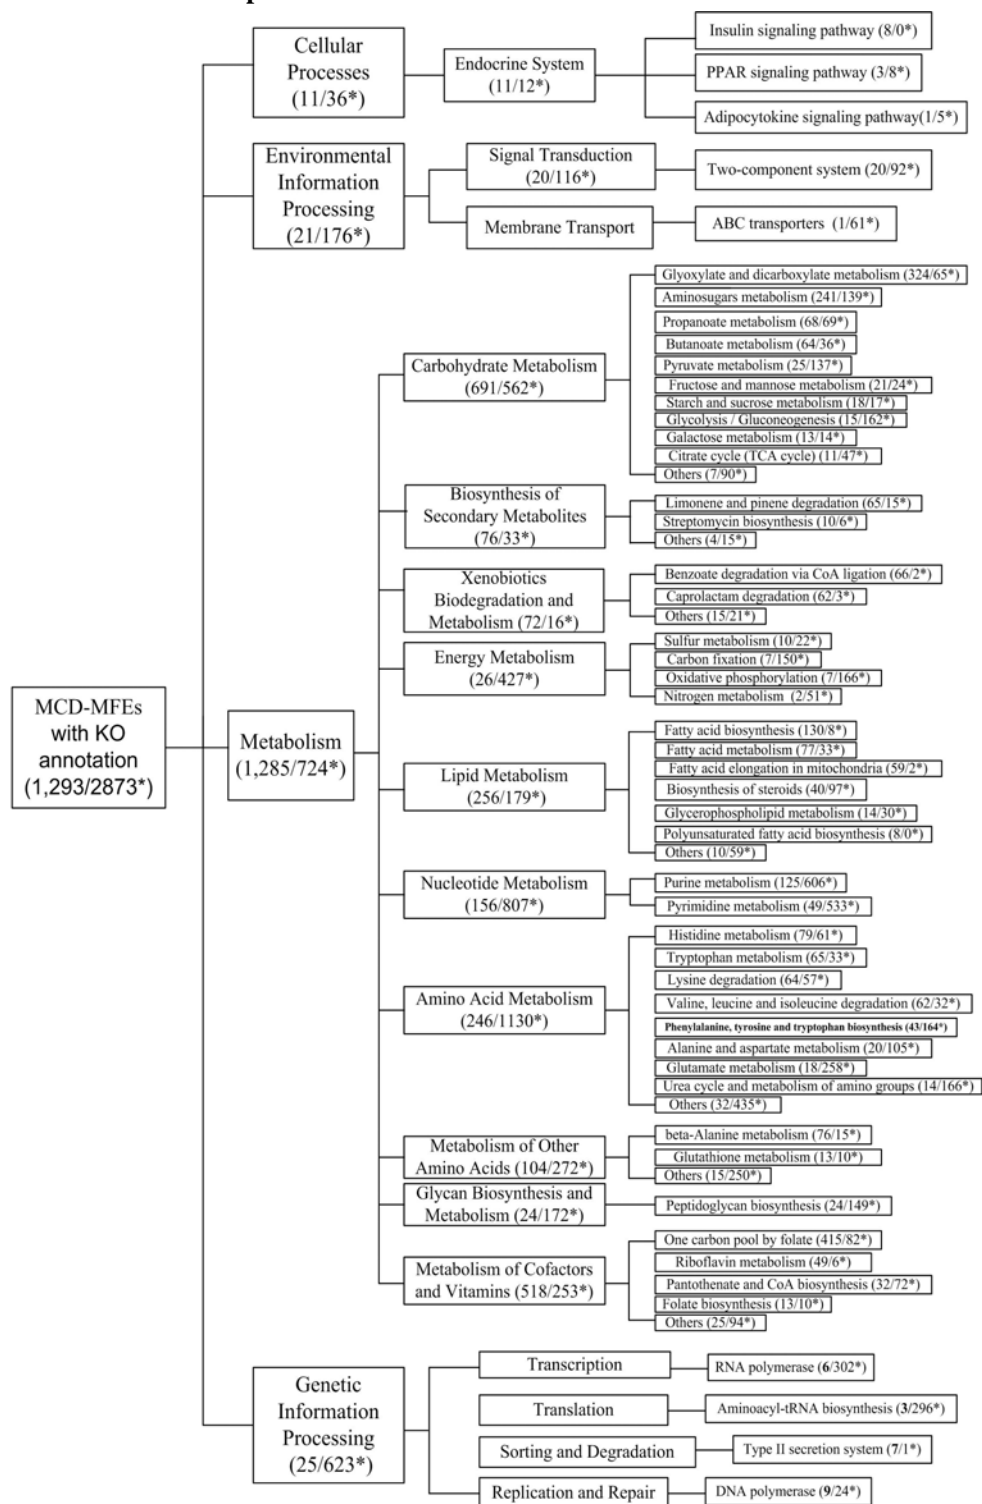 Cellular
Processes
(11/36*)
Endocrine System
(11/12*)
Insulin signaling pathway (8/0*)
PPAR signaling pathway (3/8*)
Adipocytokine signaling pathway(1/5*)
Environmental
Information
Processing
(21/176*)
Signal Transduction
(20/116*)
Two-component system (20/92*)
Membrane Transport
ABC transporters (1/61*)
MCD-MFEs
with KO
annotation
(1,293/2873*)
Metabolism
(1,285/724*)
Carbohydrate Metabolism
(691/562*)
Glyoxylate and dicarboxylate metabolism (324/65*)
Aminosugars metabolism (241/139*)
Propanoate metabolism (68/69*)
Butanoate metabolism (64/36*)
Pyruvate metabolism (25/137*)
Fructose and mannose metabolism (21/24*)
Starch and sucrose metabolism (18/17*)
Glycolysis / Gluconeogenesis (15/162*)
Galactose metabolism (13/14*)
Citrate cycle (TCA cycle) (11/47*)
Others (7/90*)
Biosynthesis of
Secondary Metabolites
(76/33*)
Limonene and pinene degradation (65/15*)
Streptomycin biosynthesis (10/6*)
Others (4/15*)
Xenobiotics
Biodegradation and
Metabolism (72/16*)
Benzoate degradation via CoA ligation (66/2*)
Caprolactam degradation (62/3*)
Others (15/21*)
Energy Metabolism
(26/427*)
Sulfur metabolism (10/22*)
Carbon fixation (7/150*)
Oxidative phosphorylation (7/166*)
Nitrogen metabolism (2/51*)
Lipid Metabolism
(256/179*)
Fatty acid biosynthesis (130/8*)
Fatty acid metabolism (77/33*)
Fatty acid elongation in mitochondria (59/2*)
Biosynthesis of steroids (40/97*)
Glycerophospholipid metabolism (14/30*)
Polyunsaturated fatty acid biosynthesis (8/0*)
Others (10/59*)
Nucleotide Metabolism
(156/807*)
Purine metabolism (125/606*)
Pyrimidine metabolism (49/533*)
Amino Acid Metabolism
(246/1130*)
Histidine metabolism (79/61*)
Tryptophan metabolism (65/33*)
Lysine degradation (64/57*)
Valine, leucine and isoleucine degradation (62/32*)
Phenylalanine, tyrosine and tryptophan biosynthesis (43/164*)
Alanine and aspartate metabolism (20/105*)
Glutamate metabolism (18/258*)
Urea cycle and metabolism of amino groups (14/166*)
Others (32/435*)
Metabolism of Other
Amino Acids (104/272*)
beta-Alanine metabolism (76/15*)
Glutathione metabolism (13/10*)
Others (15/250*)
Glycan Biosynthesis and
Metabolism (24/172*)
Peptidoglycan biosynthesis (24/149*)
Metabolism of Cofactors
and Vitamins (518/253*)
One carbon pool by folate (415/82*)
Riboflavin metabolism (49/6*)
Pantothenate and CoA biosynthesis (32/72*)
Folate biosynthesis (13/10*)
Others (25/94*)
Genetic
Information
Processing
(25/623*)
Transcription
RNA polymerase (6/302*)
Translation
Aminoacyl-tRNA biosynthesis (3/296*)
Sorting and Degradation
Type II secretion system (7/1*)
Replication and Repair
DNA polymerase (9/24*)